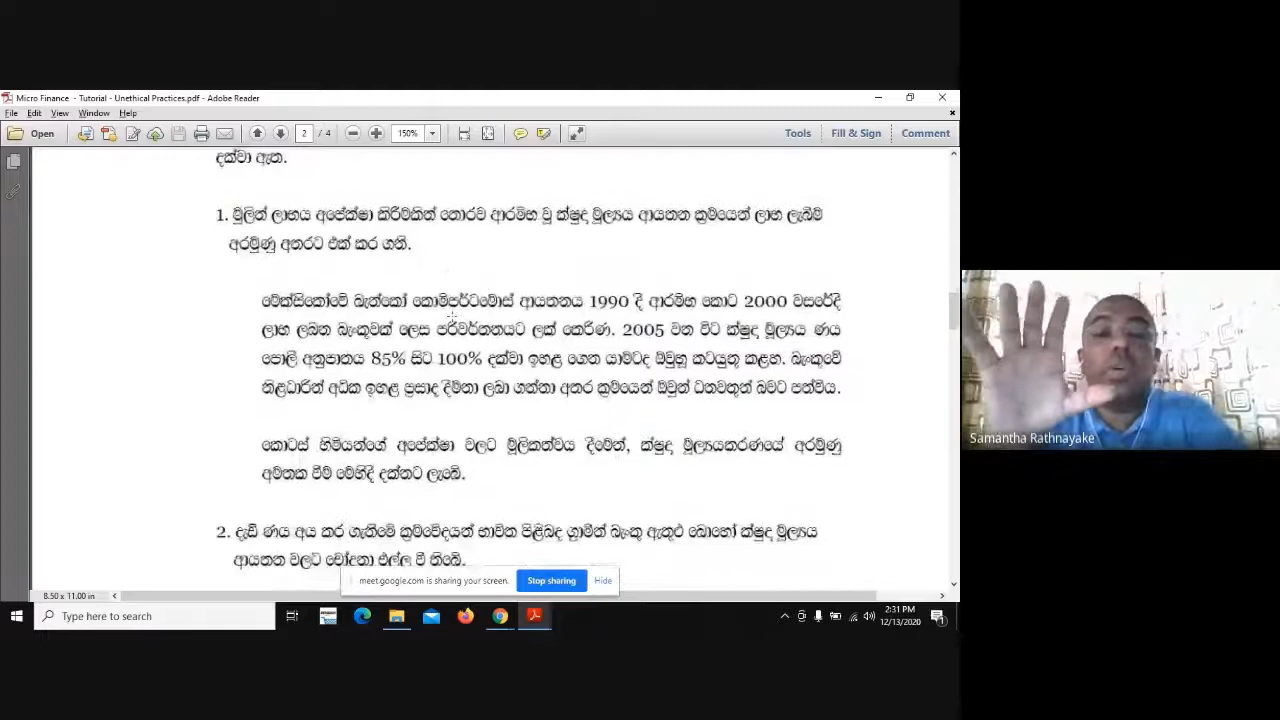 Micro Finance - Tutorial - Unethical Practices.pdf - Adobe Reader
File Edit View Window Help
Open 2 / 4 150% Tools Fill & Sign Comment
දක්වා ඇත.
1. මුලින් ලාභය අපේක්ෂා කිරීමකින් තොරව ආරම්භ වූ ක්ෂුද්‍ර මූල්‍යය ආයතන ක්‍රමයෙන් ලාභ ලැබීම
අරමුණු අතරට එක් කර ගනී.
මෙක්සිකෝවේ බැන්කෝ කොම්පර්ටමොස් ආයතනය 1990 දී ආරම්භ කොට 2000 වසරේදී
ලාභ ලබන බැංකුවක් ලෙස පරිවර්තනයට ලක් කෙරිණ. 2005 වන විට ක්ෂුද්‍ර මූල්‍යය ණය
පොලී අනුපාතය 85% සිට 100% දක්වා ඉහළ ගෙන යාමටද ඔවුහු කටයුතු කළහ. බැංකුවේ
නිළධාරීන් අධික ඉහළ ප්‍රසාද දීමනා ලබා ගන්නා අතර ක්‍රමයෙන් ඔවුන් ධනවතුන් බවට පත්විය.
කොටස් හිමියන්ගේ අපේක්ෂා වලට මූලිකත්වය දීමෙන්, ක්ෂුද්‍ර මූල්‍යයකරණයේ අරමුණු
අමතක වීම මෙහිදී දක්නට ලැබේ.
2. දැඩි ණය අය කර ගැනීමේ ක්‍රමවේදයන් භාවිත පිළිබඳ ග්‍රාමීන් බැංකු ඇතුළු බොහෝ ක්ෂුද්‍ර මූල්‍යය
ආයතන වලට චෝදනා එල්ල වී තිබේ.
meet.google.com is sharing your screen. Stop sharing Hide
8.50 x 11.00 in
Type here to search
2:31 PM
12/13/2020
Samantha Rathnayake